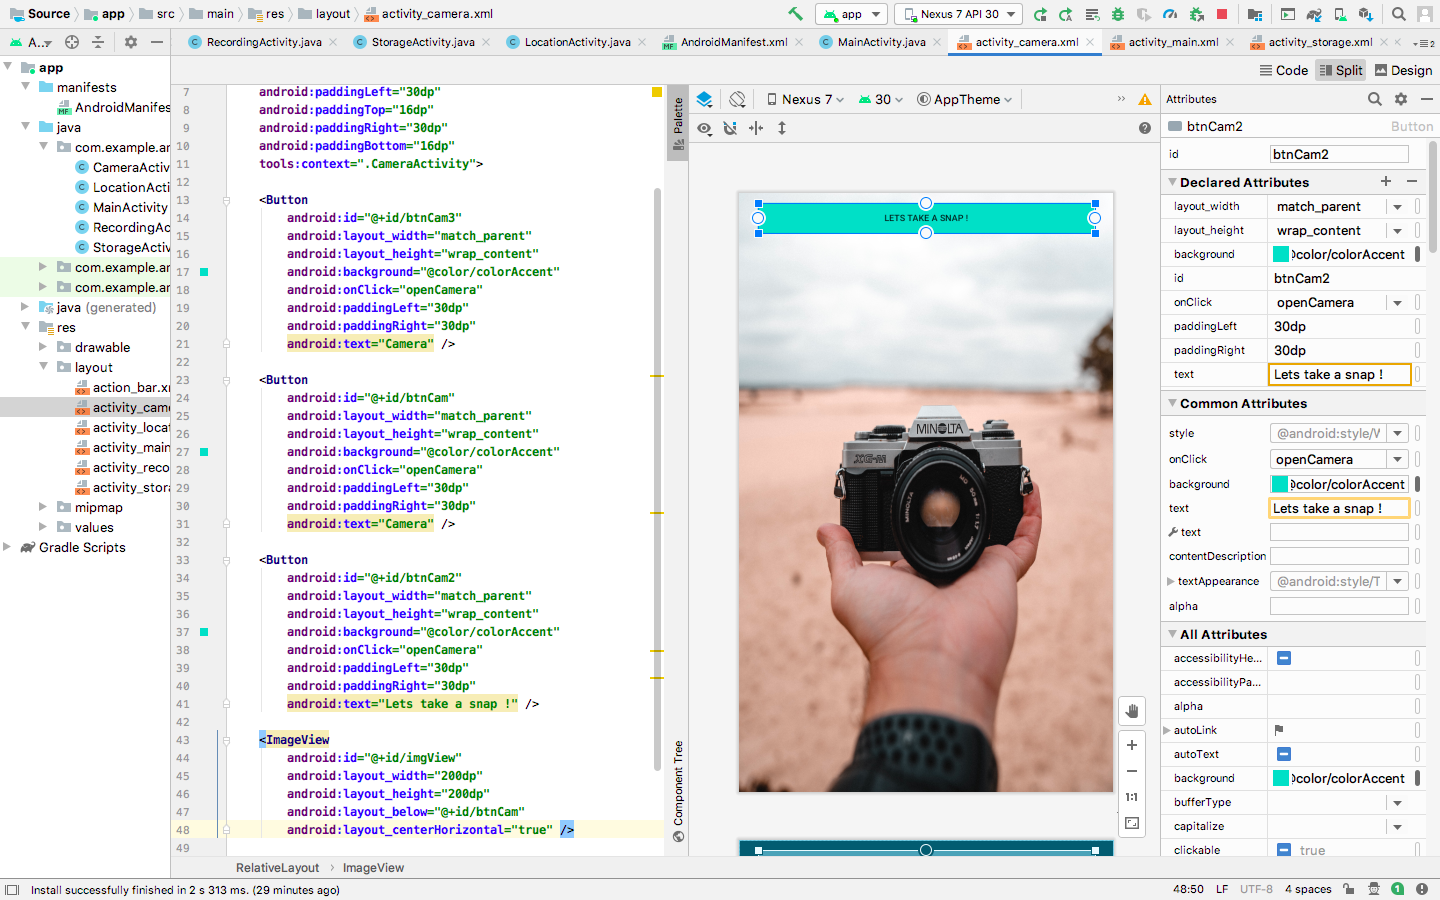 Source
app
src
main
res
layout
activity_camera.xml
app
Nexus 7 API 30
A...
RecordingActivity.java
StorageActivity.java
LocationActivity.java
AndroidManifest.xml
MainActivity.java
activity_camera.xml
activity_main.xml
activity_storage.xml
2
Code
Split
Design
app
manifests
AndroidManifes
java
com.example.ar
CameraActiv
LocationActi
MainActivity
RecordingAc
StorageActiv
com.example.ar
com.example.ar
java (generated)
res
drawable
layout
action_bar.x
activity_came
activity_locat
activity_main
activity_reco
activity_stora
mipmap
values
Gradle Scripts
7 android:paddingLeft="30dp"
8 android:paddingTop="16dp"
9 android:paddingRight="30dp"
10 android:paddingBottom="16dp"
11 tools:context=".CameraActivity">
12
13 <Button
14 android:id="@+id/btnCam3"
15 android:layout_width="match_parent"
16 android:layout_height="wrap_content"
17 android:background="@color/colorAccent"
18 android:onClick="openCamera"
19 android:paddingLeft="30dp"
20 android:paddingRight="30dp"
21 android:text="Camera" />
22
23 <Button
24 android:id="@+id/btnCam"
25 android:layout_width="match_parent"
26 android:layout_height="wrap_content"
27 android:background="@color/colorAccent"
28 android:onClick="openCamera"
29 android:paddingLeft="30dp"
30 android:paddingRight="30dp"
31 android:text="Camera" />
32
33 <Button
34 android:id="@+id/btnCam2"
35 android:layout_width="match_parent"
36 android:layout_height="wrap_content"
37 android:background="@color/colorAccent"
38 android:onClick="openCamera"
39 android:paddingLeft="30dp"
40 android:paddingRight="30dp"
41 android:text="Lets take a snap !" />
42
43 <ImageView
44 android:id="@+id/imgView"
45 android:layout_width="200dp"
46 android:layout_height="200dp"
47 android:layout_below="@+id/btnCam"
48 android:layout_centerHorizontal="true" />
49
RelativeLayout
ImageView
Palette
Component Tree
Nexus 7
30
AppTheme
LETS TAKE A SNAP !
MINOLTA
XG-M
MINOLTA
1:1
Attributes
btnCam2
Button
id btnCam2
Declared Attributes
layout_width match_parent
layout_height wrap_content
background @color/colorAccent
id btnCam2
onClick openCamera
paddingLeft 30dp
paddingRight 30dp
text Lets take a snap !
Common Attributes
style @android:style/W
onClick openCamera
background @color/colorAccent
text Lets take a snap !
text
contentDescription
textAppearance @android:style/T
alpha
All Attributes
accessibilityHe...
accessibilityPa...
alpha
autoLink
autoText
background @color/colorAccent
bufferType
capitalize
clickable true
Install successfully finished in 2 s 313 ms. (29 minutes ago)
48:50
LF
UTF-8
4 spaces
1